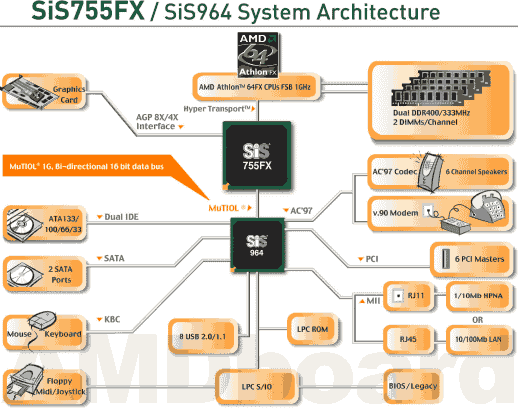 SiS755FX / SiS964 System Architecture
AMD
64
Athlon FX
Graphics
Card
AMD Athlon™ 64FX CPUs FSB 1GHz
Hyper Transport™
AGP 8X/4X
Interface
Dual DDR400/333MHz
2 DIMMs/Channel
SiS
755FX
MuTIOL® 1G, Bi-directional 16 bit data bus
AC'97 Codec
6 Channel Speakers
MuTIOL®
AC'97
v.90 Modem
ATA133/
100/66/33
Dual IDE
SiS
964
2 SATA
Ports
SATA
PCI
6 PCI Masters
MII
RJ11
1/10Mb HPNA
OR
KBC
Mouse
Keyboard
8 USB 2.0/1.1
LPC ROM
RJ45
10/100Mb LAN
Floppy
Midi/Joystick
LPC S/IO
BIOS/Legacy
AMDboard